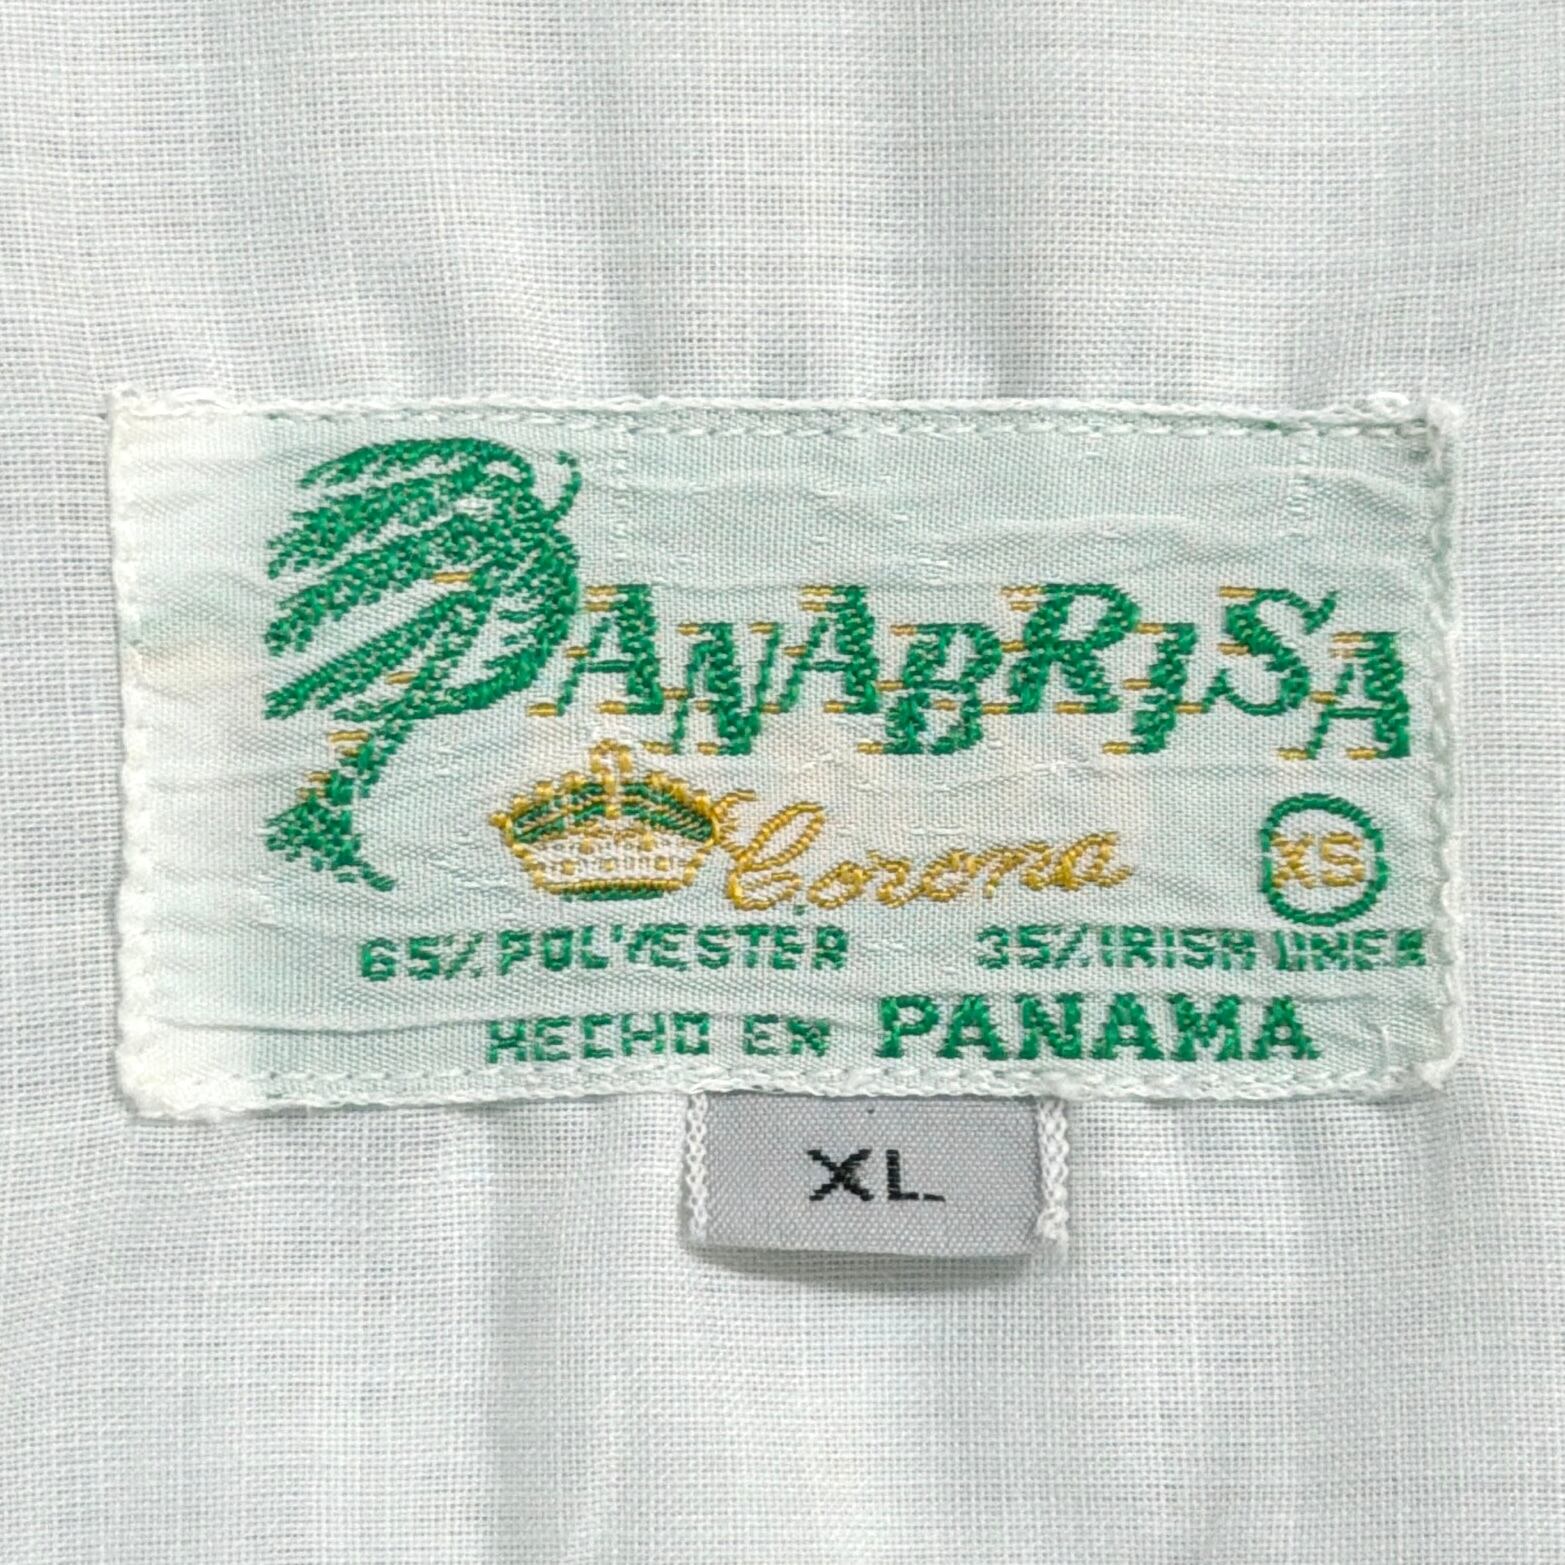 PANABRISA
Corona
XS
65% POLYESTER 35% IRISH LINEN
HECHO EN PANAMA
XL